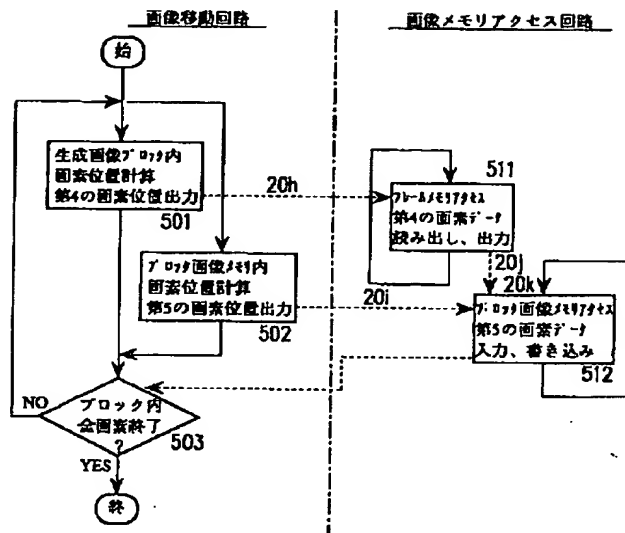 画像移動回路
画像メモリアクセス回路
始
生成画像ブロック内
画素位置計算
第4の画素位置出力
501
20h
511
フレームメモリアクセス
第4の画素データ
読み出し、出力
20j
20k
ブロック画像メモリ内
画素位置計算
第5の画素位置出力
502
20i
ブロック画像メモリアクセス
第5の画素データ
入力、書き込み
512
NO
ブロック内
全画素終了
?
503
YES
終